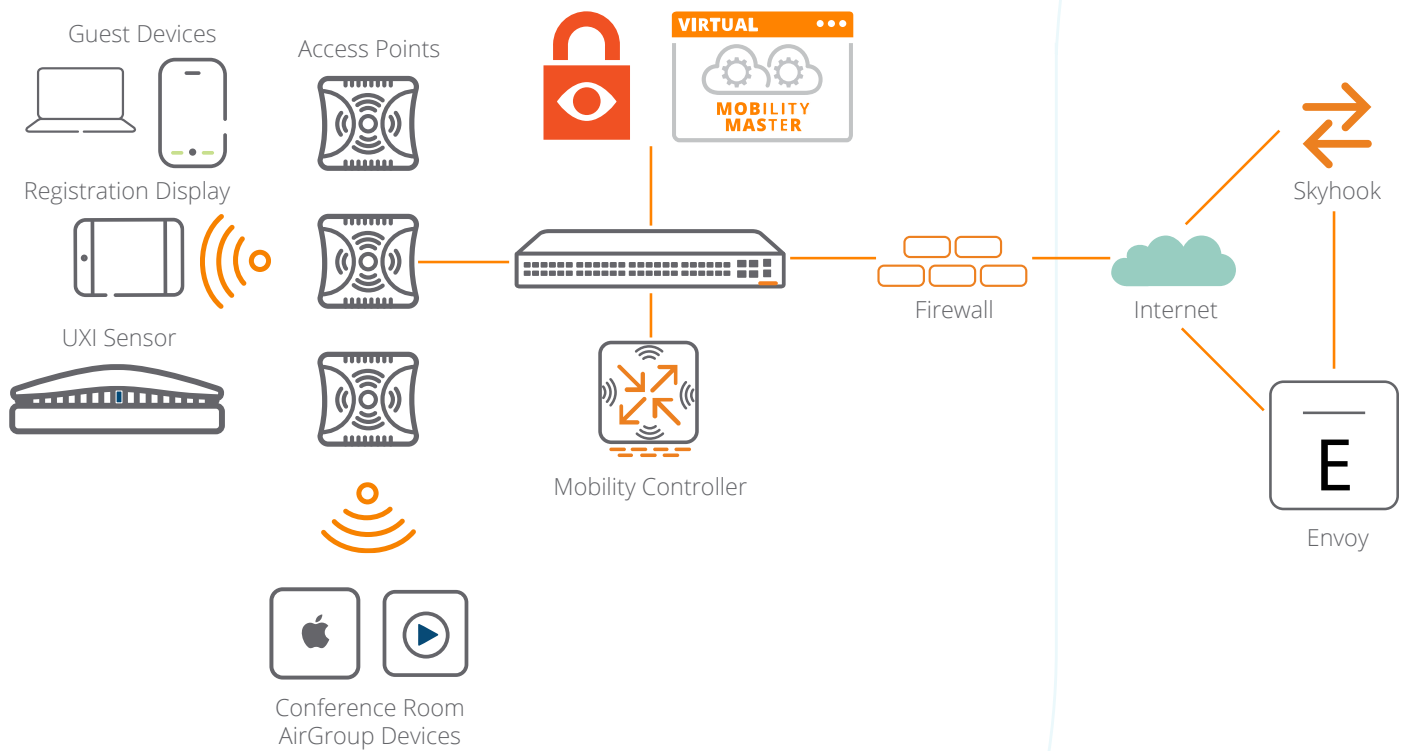 Guest Devices
Access Points
VIRTUAL
MOBILITY
MASTER
Skyhook
Registration Display
UXI Sensor
Firewall
Internet
Mobility Controller
E
Envoy
Conference Room
AirGroup Devices